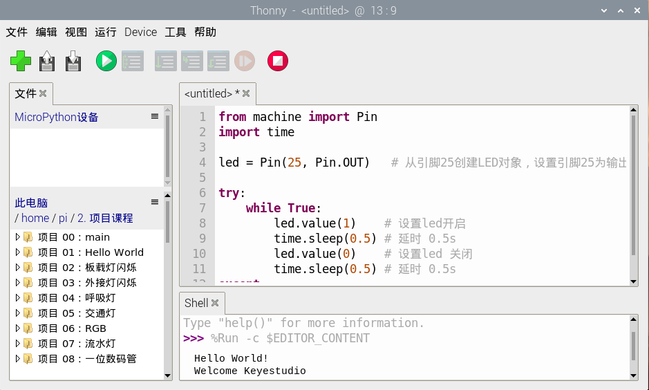 Thonny - <untitled> @ 13 : 9
文件 编辑 视图 运行 Device 工具 帮助
文件
MicroPython设备
此电脑
/ home / pi / 2. 项目课程
项目 00：main
项目 01：Hello World
项目 02：板载灯闪烁
项目 03：外接灯闪烁
项目 04：呼吸灯
项目 05：交通灯
项目 06：RGB
项目 07：流水灯
项目 08：一位数码管
<untitled> *
1 from machine import Pin
2 import time
3
4 led = Pin(25, Pin.OUT) # 从引脚25创建LED对象，设置引脚25为输出
5
6 try:
7 while True:
8 led.value(1) # 设置led开启
9 time.sleep(0.5) # 延时 0.5s
10 led.value(0) # 设置led 关闭
11 time.sleep(0.5) # 延时 0.5s
Shell
Type "help()" for more information.
>>> %Run -c $EDITOR_CONTENT
Hello World!
Welcome Keyestudio